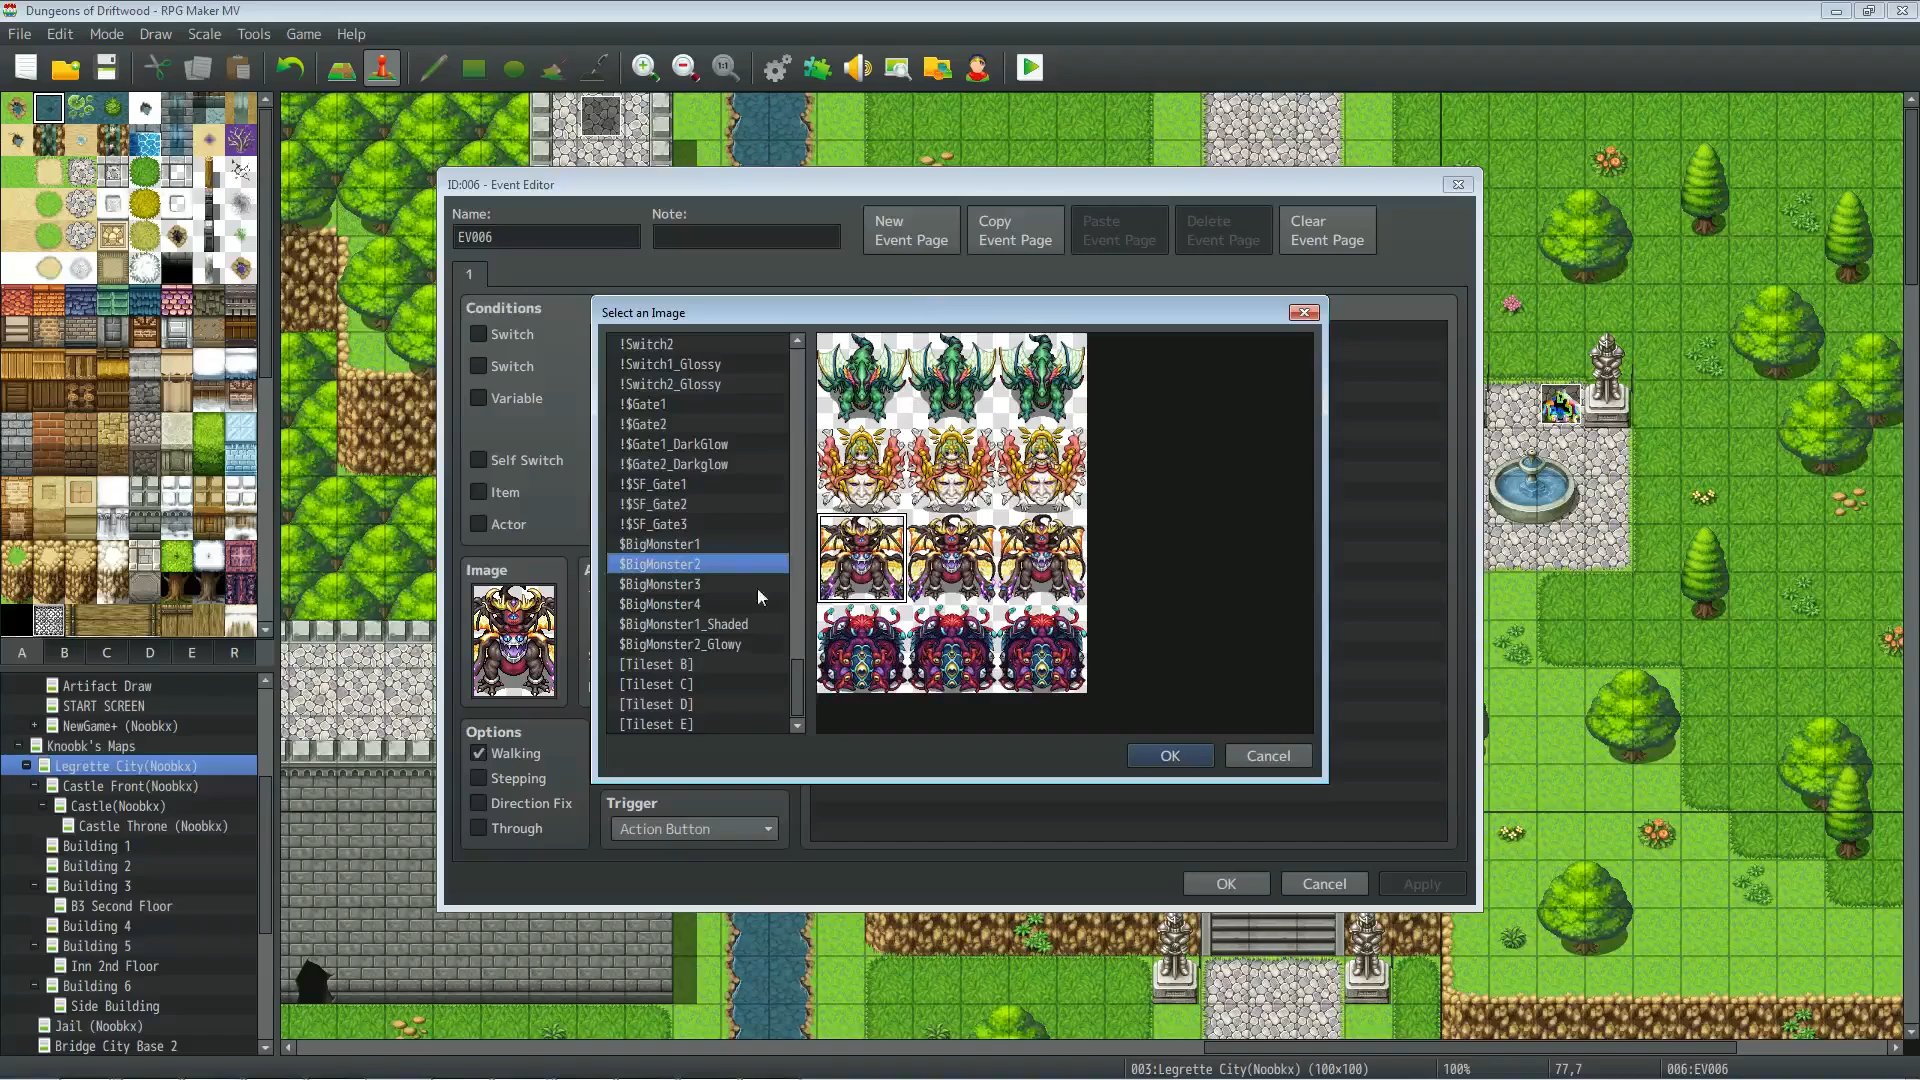 Dungeons of Driftwood - RPG Maker MV
File Edit Mode Draw Scale Tools Game Help
1:1
ID:006 - Event Editor
Name:
Note:
EV006
New Event Page
Copy Event Page
Paste Event Page
Delete Event Page
Clear Event Page
1
Conditions
Switch
Switch
Variable
Self Switch
Item
Actor
Image
Options
Walking
Stepping
Direction Fix
Through
Trigger
Action Button
OK
Cancel
Apply
Select an Image
!Switch2
!Switch1_Glossy
!Switch2_Glossy
!$Gate1
!$Gate2
!$Gate1_DarkGlow
!$Gate2_Darkglow
!$SF_Gate1
!$SF_Gate2
!$SF_Gate3
$BigMonster1
$BigMonster2
$BigMonster3
$BigMonster4
$BigMonster1_Shaded
$BigMonster2_Glowy
[Tileset B]
[Tileset C]
[Tileset D]
[Tileset E]
OK
Cancel
A B C D E R
Artifact Draw
START SCREEN
NewGame+ (Noobkx)
Knoobk's Maps
Legrette City(Noobkx)
Castle Front(Noobkx)
Castle(Noobkx)
Castle Throne (Noobkx)
Building 1
Building 2
Building 3
B3 Second Floor
Building 4
Building 5
Inn 2nd Floor
Building 6
Side Building
Jail (Noobkx)
Bridge City Base 2
003:Legrette City(Noobkx) (100x100)
100%
77,7
006:EV006